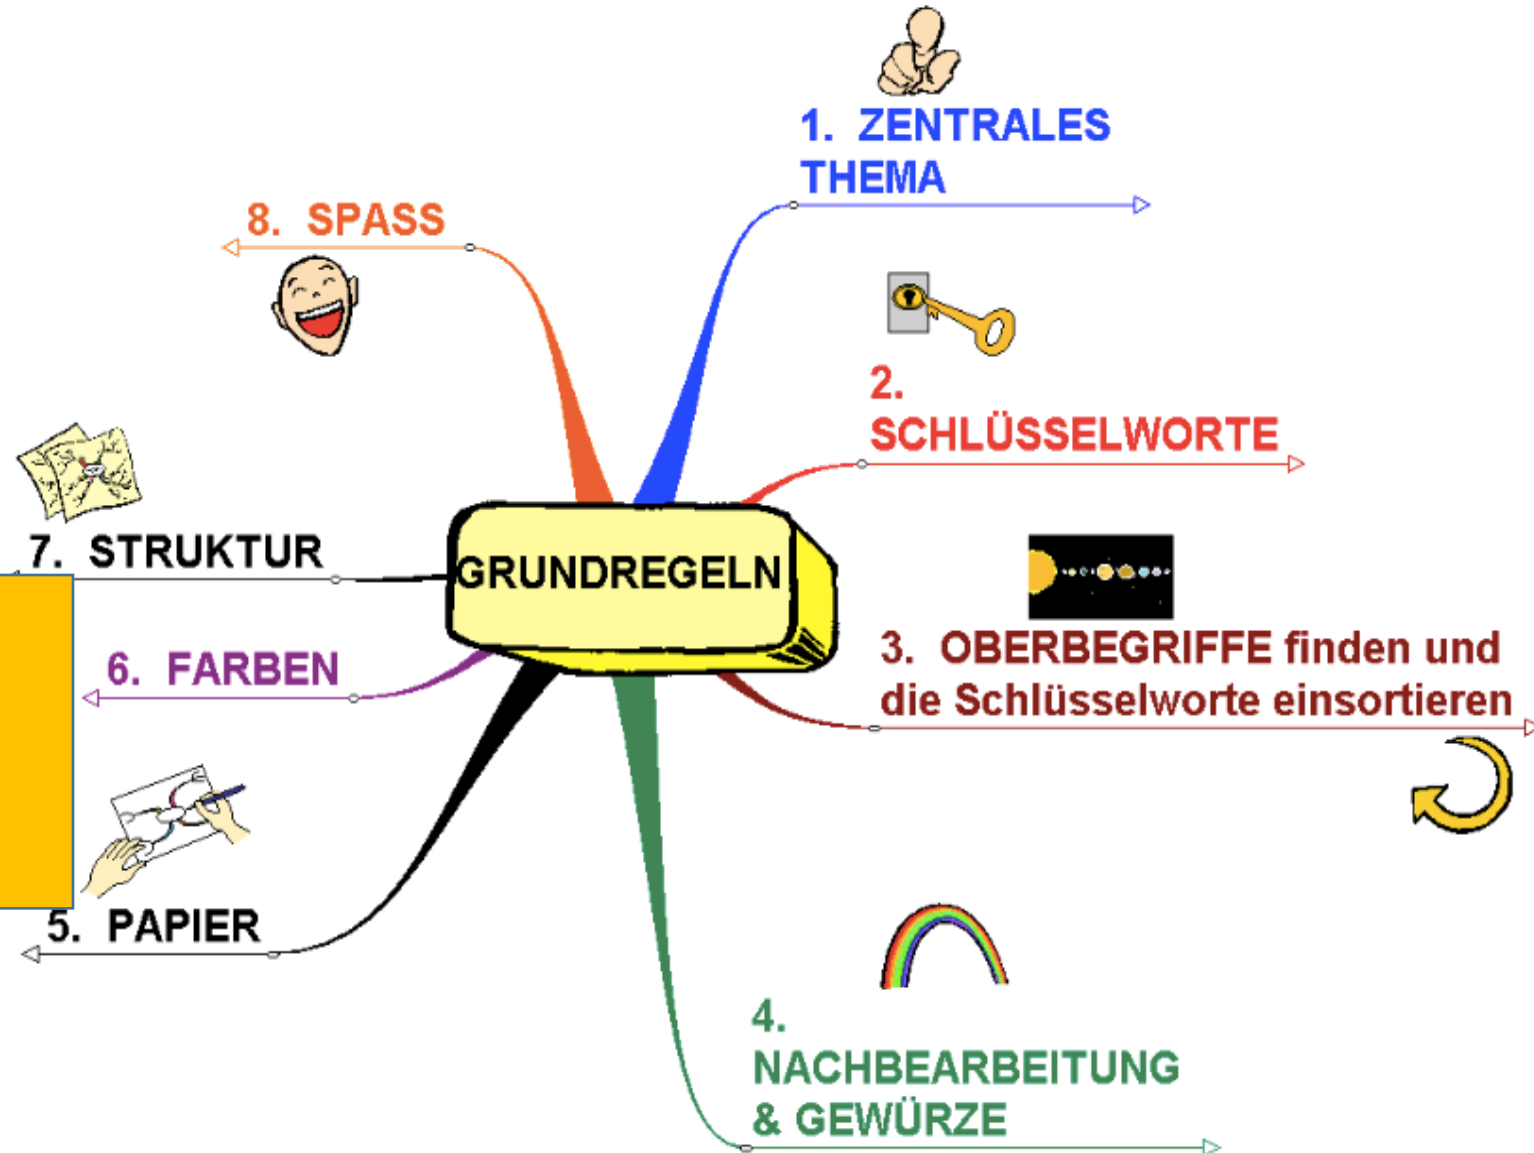 GRUNDREGELN
1. ZENTRALES
THEMA
2.
SCHLÜSSELWORTE
3. OBERBEGRIFFE finden und
die Schlüsselworte einsortieren
4.
NACHBEARBEITUNG
& GEWÜRZE
5. PAPIER
6. FARBEN
7. STRUKTUR
8. SPASS